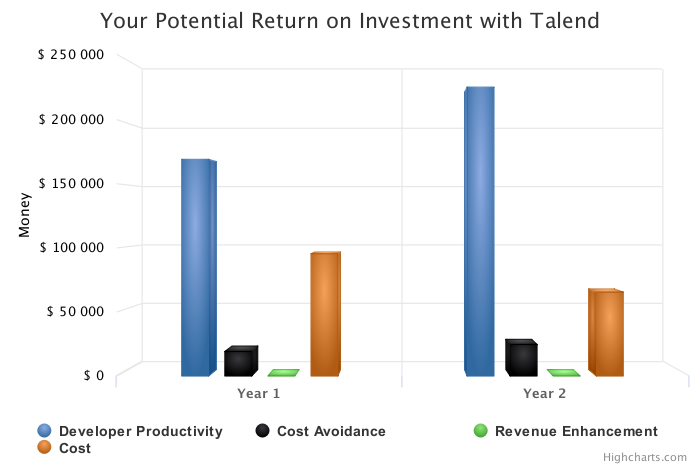 Your Potential Return on Investment with Talend
$ 250 000
$ 200 000
$ 150 000
$ 100 000
$ 50 000
$ 0
Money
Year 1
Year 2
Developer Productivity
Cost Avoidance
Revenue Enhancement
Cost
Highcharts.com